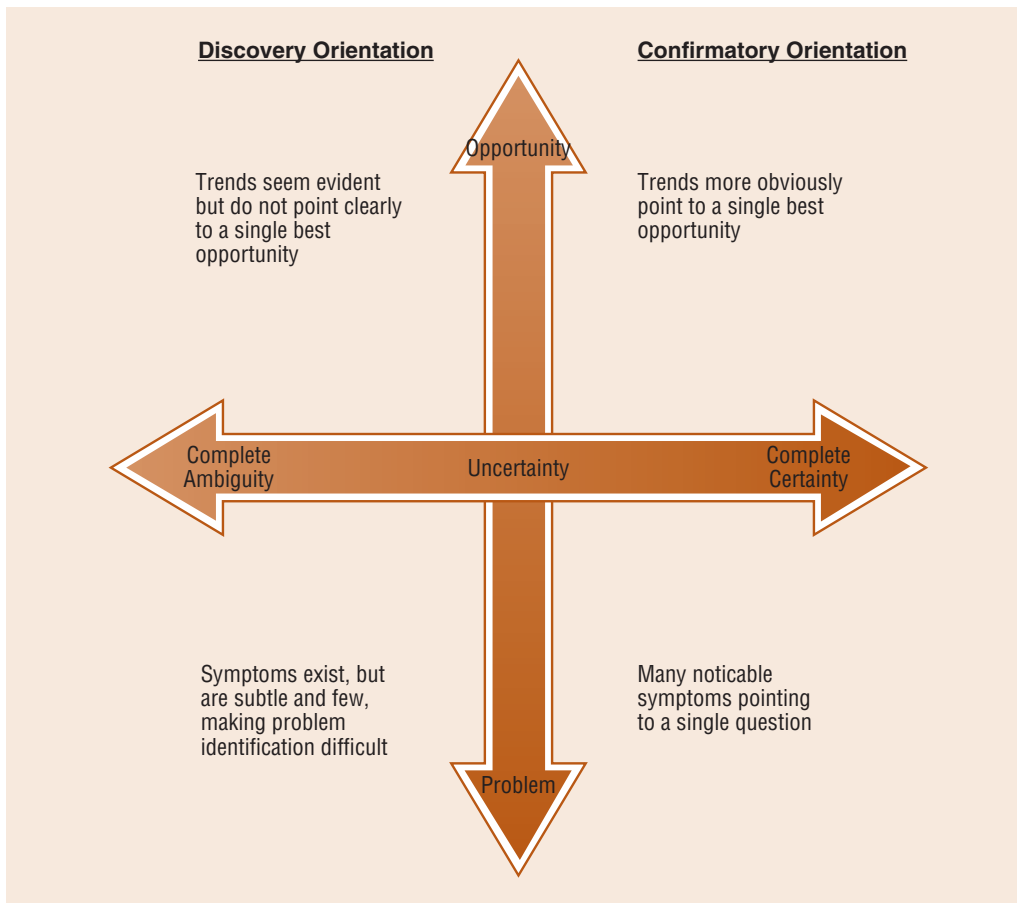 Discovery Orientation
Confirmatory Orientation
Opportunity
Trends seem evident
but do not point clearly
to a single best
opportunity
Trends more obviously
point to a single best
opportunity
Complete
Ambiguity
Uncertainty
Complete
Certainty
Symptoms exist, but
are subtle and few,
making problem
identification difficult
Many noticable
symptoms pointing
to a single question
Problem